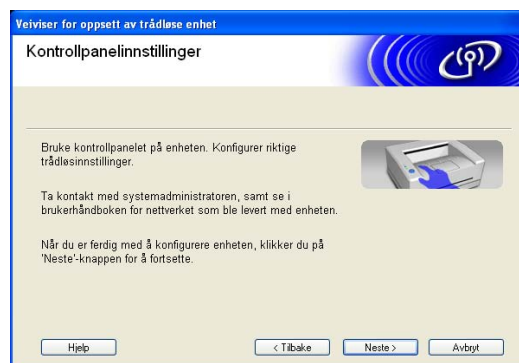 Veiviser for oppsett av trådløse enhet
Kontrollpanelinnstillinger
Bruke kontrollpanelet på enheten. Konfigurer riktige
trådløsinnstillinger.
Ta kontakt med systemadministratoren, samt se i
brukerhåndboken for nettverket som ble levert med enheten.
Når du er ferdig med å konfigurere enheten, klikker du på
'Neste'-knappen for å fortsette.
Hjelp
< Tilbake
Neste >
Avbryt